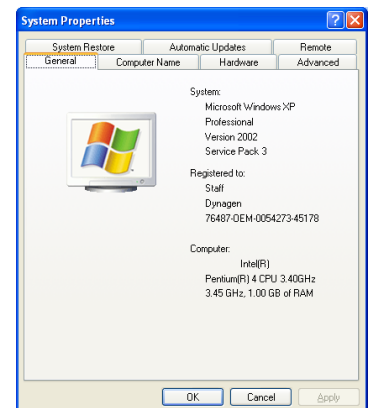 System Properties
System Restore Automatic Updates Remote
General Computer Name Hardware Advanced
System:
Microsoft Windows XP
Professional
Version 2002
Service Pack 3
Registered to:
Staff
Dynagen
76487-OEM-0054273-45178
Computer:
Intel(R)
Pentium(R) 4 CPU 3.40GHz
3.45 GHz, 1.00 GB of RAM
OK Cancel Apply